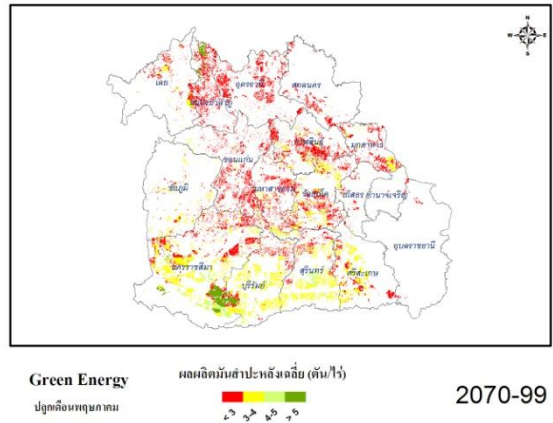 N
W E
S
เลย
อุดรธานี
สกลนคร
หนองบัวลำภู
กาฬสินธุ์
มุกดาหาร
ขอนแก่น
ชัยภูมิ
มหาสารคาม
ร้อยเอ็ด
ยโสธร อำนาจเจริญ
อุบลราชธานี
นครราชสีมา
บุรีรัมย์
สุรินทร์
ศรีสะเกษ
Green Energy
ปลูกเดือนพฤษภาคม
ผลผลิตมันสำปะหลังเฉลี่ย (ตัน/ไร่)
< 3 3-4 4-5 > 5
2070-99